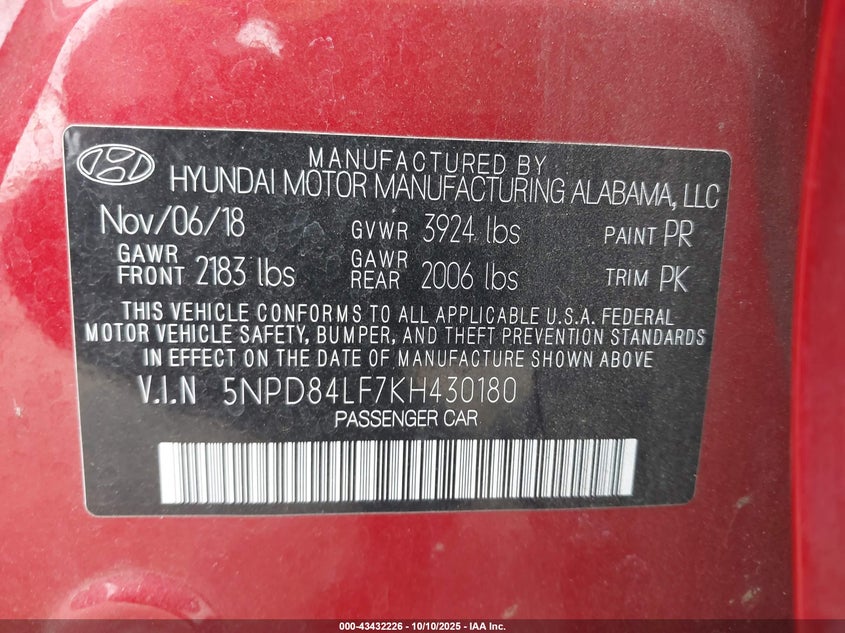 MANUFACTURED BY
HYUNDAI MOTOR MANUFACTURING ALABAMA, LLC
Nov/06/18 GVWR 3924 lbs PAINT PR
GAWR FRONT 2183 lbs GAWR REAR 2006 lbs TRIM PK
THIS VEHICLE CONFORMS TO ALL APPLICABLE U.S.A. FEDERAL
MOTOR VEHICLE SAFETY, BUMPER, AND THEFT PREVENTION STANDARDS
IN EFFECT ON THE DATE OF MANUFACTURE SHOWN ABOVE
V.I.N 5NPD84LF7KH430180
PASSENGER CAR
000-43432226 - 10/10/2025 - IAA Inc.